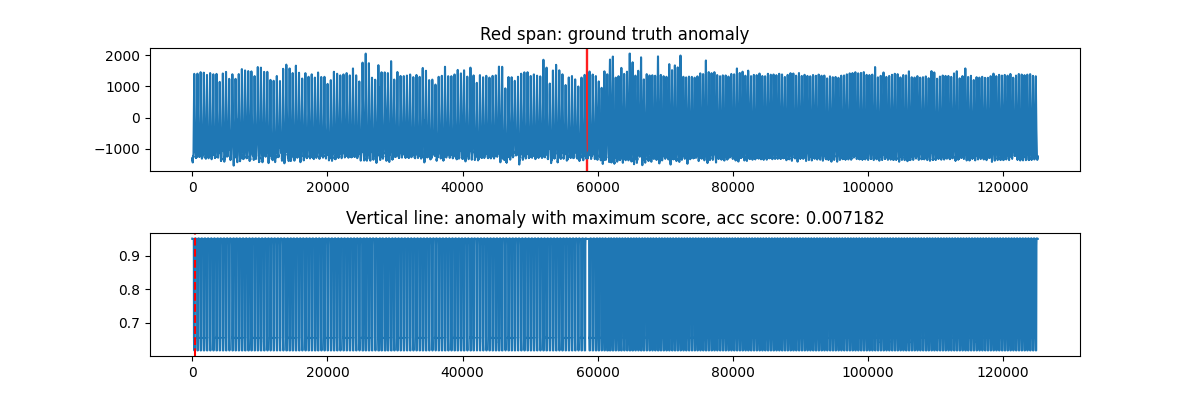 Red span: ground truth anomaly
2000
1000
0
−1000
0 20000 40000 60000 80000 100000 120000
Vertical line: anomaly with maximum score, acc score: 0.007182
0.9
0.8
0.7
0 20000 40000 60000 80000 100000 120000